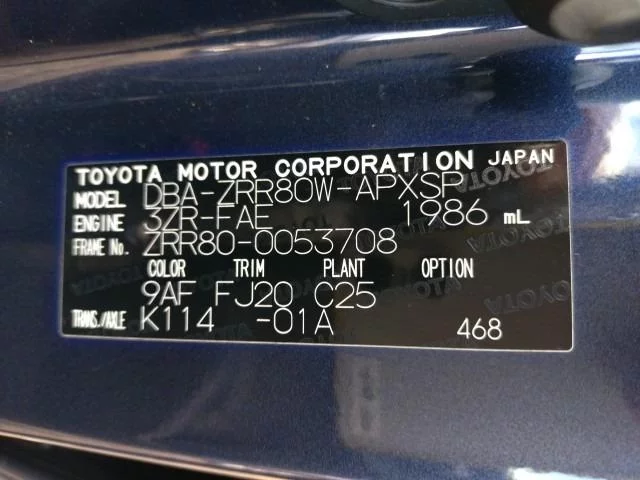 TOYOTA MOTOR CORPORATION JAPAN
MODEL DBA-ZRR80W-APXSP
ENGINE 3ZR-FAE 1986 mL
FRAME No. ZRR80-0053708
COLOR TRIM PLANT OPTION
9AF FJ20 C25
TRANS./AXLE K114 -01A 468